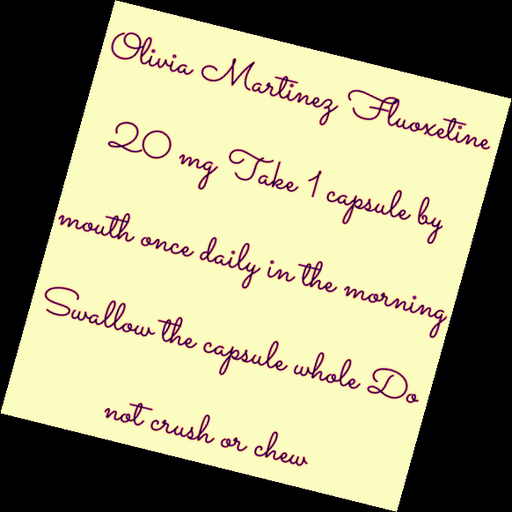 Olivia Martinez Fluoxetine
20 mg Take 1 capsule by
mouth once daily in the morning
Swallow the capsule whole Do
not crush or chew